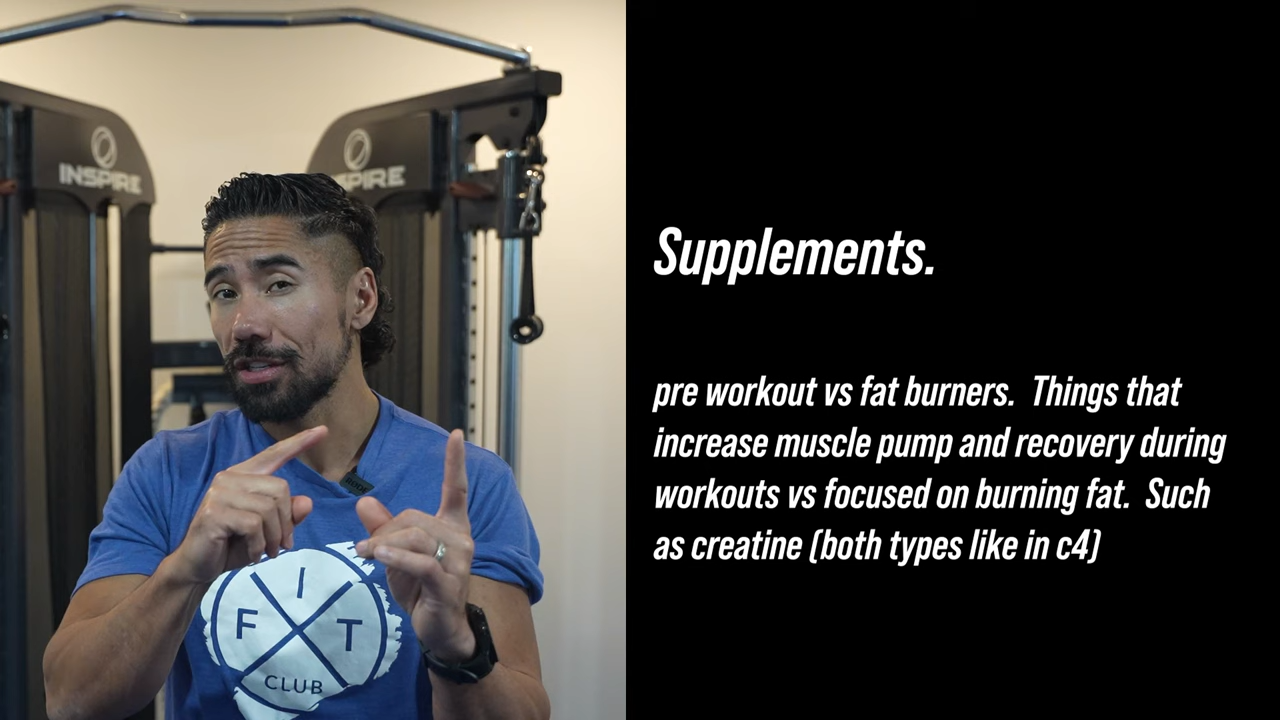 INSPIRE
INSPIRE
F I T
CLUB
Supplements.
pre workout vs fat burners. Things that
increase muscle pump and recovery during
workouts vs focused on burning fat. Such
as creatine (both types like in c4)